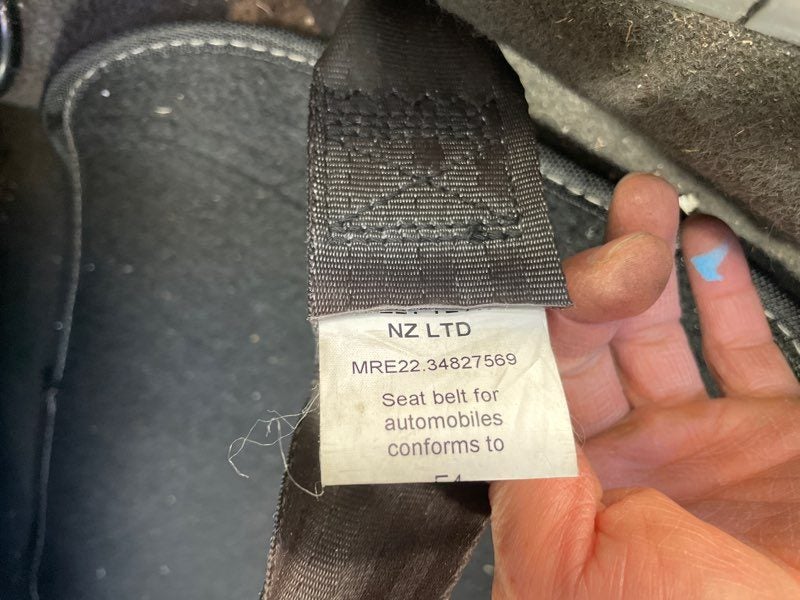 NZ LTD
MRE22.34827569
Seat belt for
automobiles
conforms to